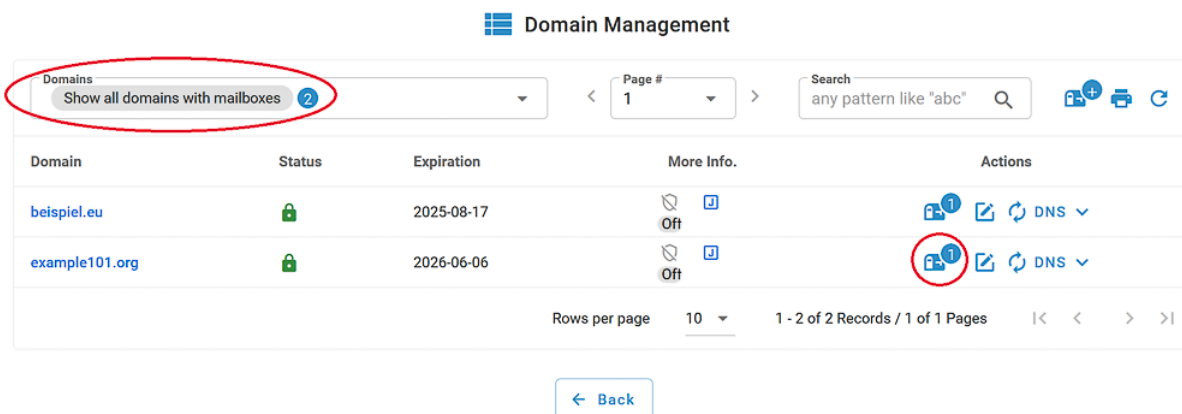 Domain Management
Domains Page # Search
Show all domains with mailboxes 2 1 any pattern like "abc" +
Domain Status Expiration More Info. Actions
beispiel.eu 2025-08-17 Off J 1 DNS
example101.org 2026-06-06 Off J 1 DNS
Rows per page 10 1 - 2 of 2 Records / 1 of 1 Pages
Back